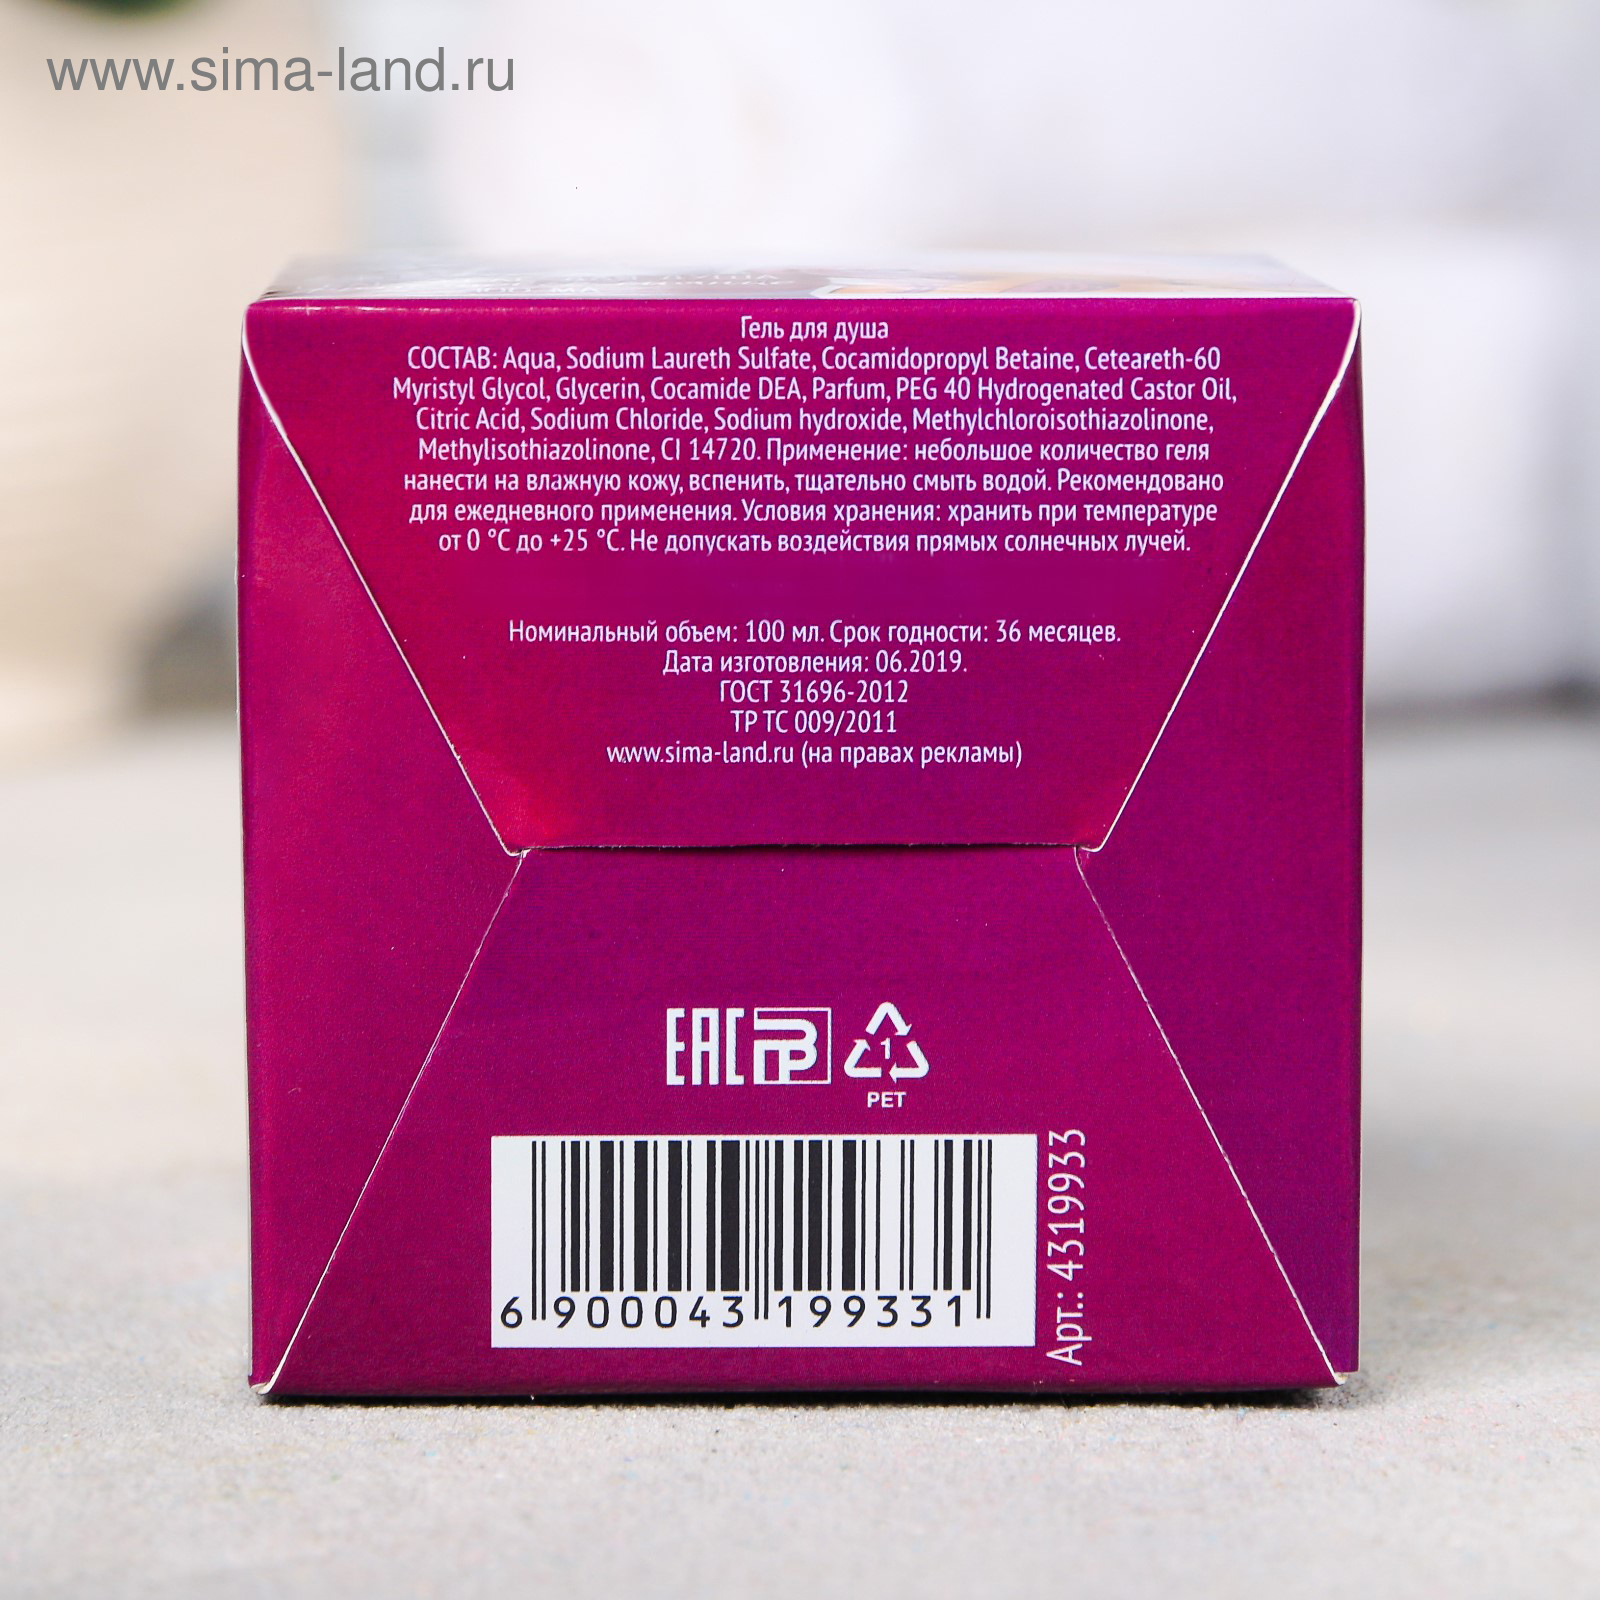 www.sima-land.ru
Гель для душа
СОСТАВ: Aqua, Sodium Laureth Sulfate, Cocamidopropyl Betaine, Ceteareth-60
Myristyl Glycol, Glycerin, Cocamide DEA, Parfum, PEG 40 Hydrogenated Castor Oil,
Citric Acid, Sodium Chloride, Sodium hydroxide, Methylchloroisothiazolinone,
Methylisothiazolinone, CI 14720. Применение: небольшое количество геля
нанести на влажную кожу, вспенить, тщательно смыть водой. Рекомендовано
для ежедневного применения. Условия хранения: хранить при температуре
от 0 °C до +25 °C. Не допускать воздействия прямых солнечных лучей.
Номинальный объем: 100 мл. Срок годности: 36 месяцев.
Дата изготовления: 06.2019.
ГОСТ 31696-2012
ТР ТС 009/2011
www.sima-land.ru (на правах рекламы)
EAC
1
PET
6 900043 199331
Арт.: 4319933